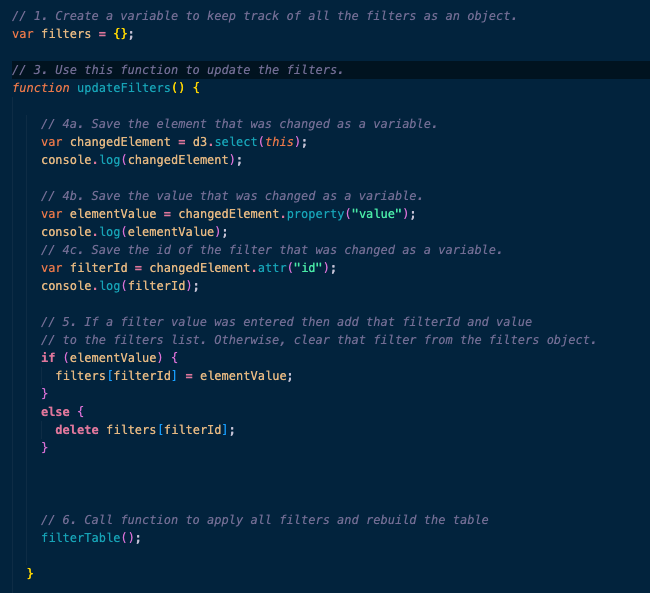 // 1. Create a variable to keep track of all the filters as an object.
var filters = {};
// 3. Use this function to update the filters.
function updateFilters() {
// 4a. Save the element that was changed as a variable.
var changedElement = d3.select(this);
console.log(changedElement);
// 4b. Save the value that was changed as a variable.
var elementValue = changedElement.property("value");
console.log(elementValue);
// 4c. Save the id of the filter that was changed as a variable.
var filterId = changedElement.attr("id");
console.log(filterId);
// 5. If a filter value was entered then add that filterId and value
// to the filters list. Otherwise, clear that filter from the filters object.
if (elementValue) {
filters[filterId] = elementValue;
}
else {
delete filters[filterId];
}
// 6. Call function to apply all filters and rebuild the table
filterTable();
}